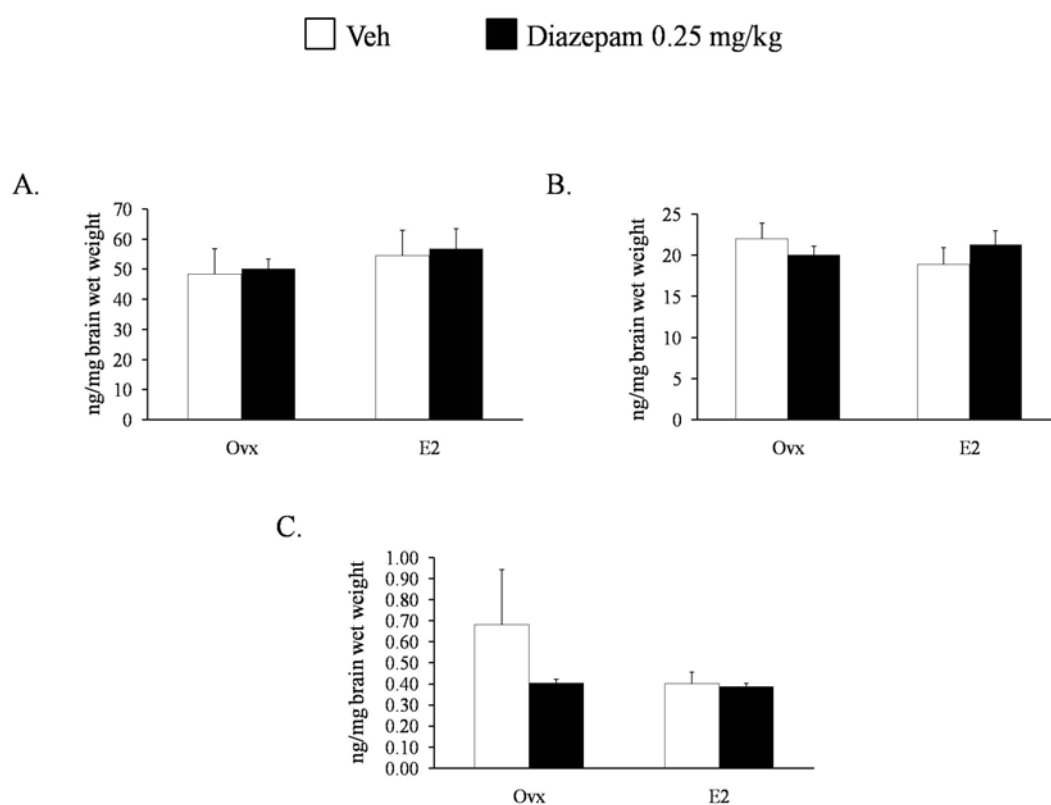 Veh
Diazepam 0.25 mg/kg
A.
ng/mg brain wet weight
70
60
50
40
30
20
10
0
Ovx
E2
B.
ng/mg brain wet weight
25
20
15
10
5
0
Ovx
E2
C.
ng/mg brain wet weight
1.00
0.90
0.80
0.70
0.60
0.50
0.40
0.30
0.20
0.10
0.00
Ovx
E2